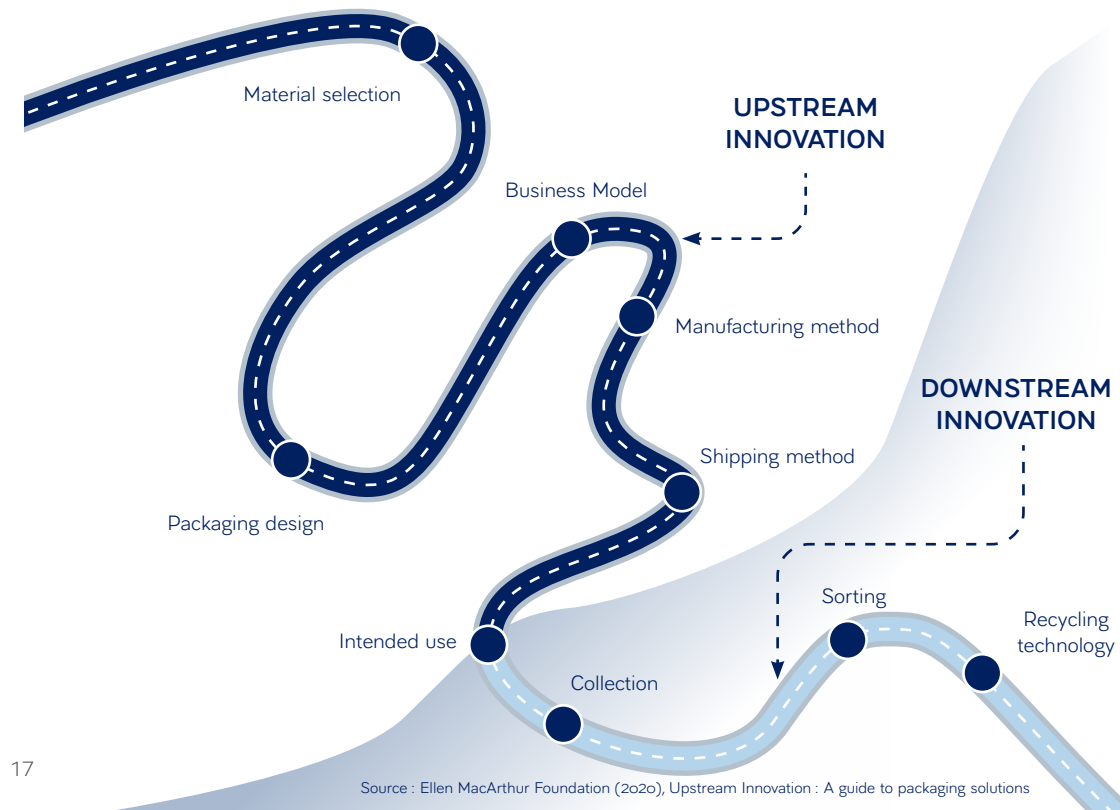 Material selection
UPSTREAM
INNOVATION
Business Model
Manufacturing method
DOWNSTREAM
INNOVATION
Shipping method
Packaging design
Sorting
Recycling
technology
Intended use
Collection
17
Source : Ellen MacArthur Foundation (2020), Upstream Innovation : A guide to packaging solutions